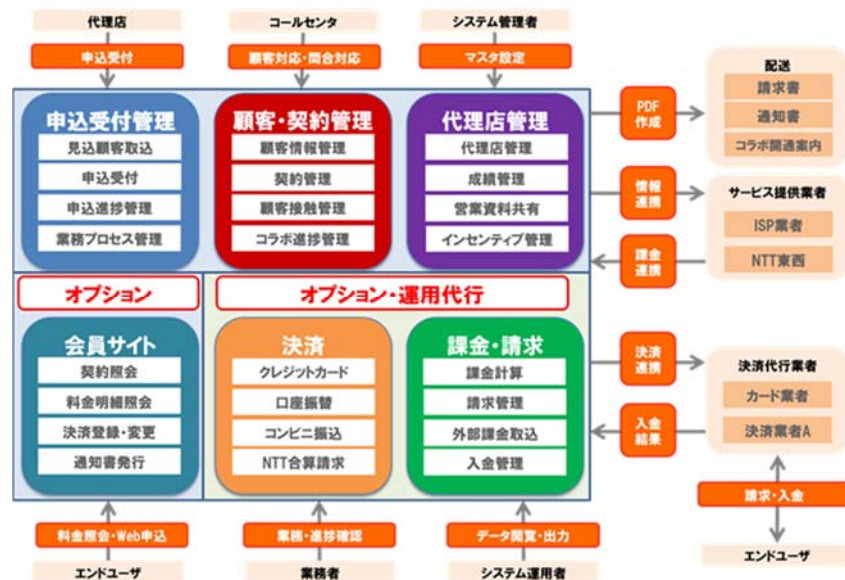 代理店
コールセンタ
システム管理者
申込受付
顧客対応・問合対応
マスタ設定
申込受付管理
見込顧客取込
申込受付
申込進捗管理
業務プロセス管理
顧客・契約管理
顧客情報管理
契約管理
顧客接触管理
コラボ進捗管理
代理店管理
代理店管理
成績管理
営業資料共有
インセンティブ管理
PDF
作成
配送
請求書
通知書
コラボ開通案内
情報
連携
課金
連携
サービス提供業者
ISP業者
NTT東西
オプション
オプション・運用代行
会員サイト
契約照会
料金明細照会
決済登録・変更
通知書発行
決済
クレジットカード
口座振替
コンビニ振込
NTT合算請求
課金・請求
課金計算
請求管理
外部課金取込
入金管理
決済
連携
入金
結果
決済代行業者
カード業者
決済業者A
請求・入金
エンドユーザ
料金照会・Web申込
業務・進捗確認
データ閲覧・出力
エンドユーザ
業務者
システム運用者